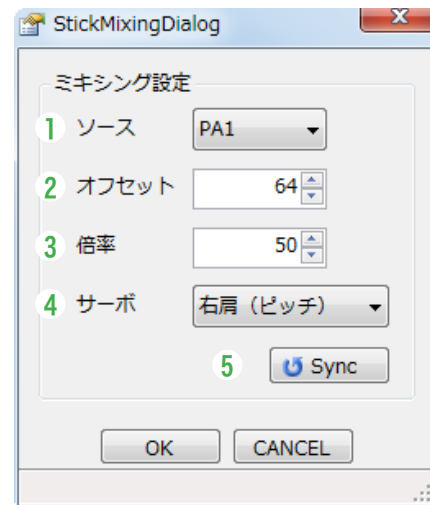 StickMixingDialog
ミキシング設定
1 ソース PA1
2 オフセット 64
3 倍率 50
4 サーボ 右肩（ピッチ）
5 Sync
OK CANCEL